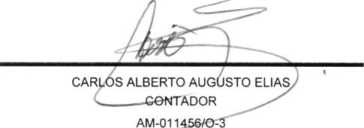 CARLOS ALBERTO AUGUSTO ELIAS
CONTADOR
AM-011456/O-3